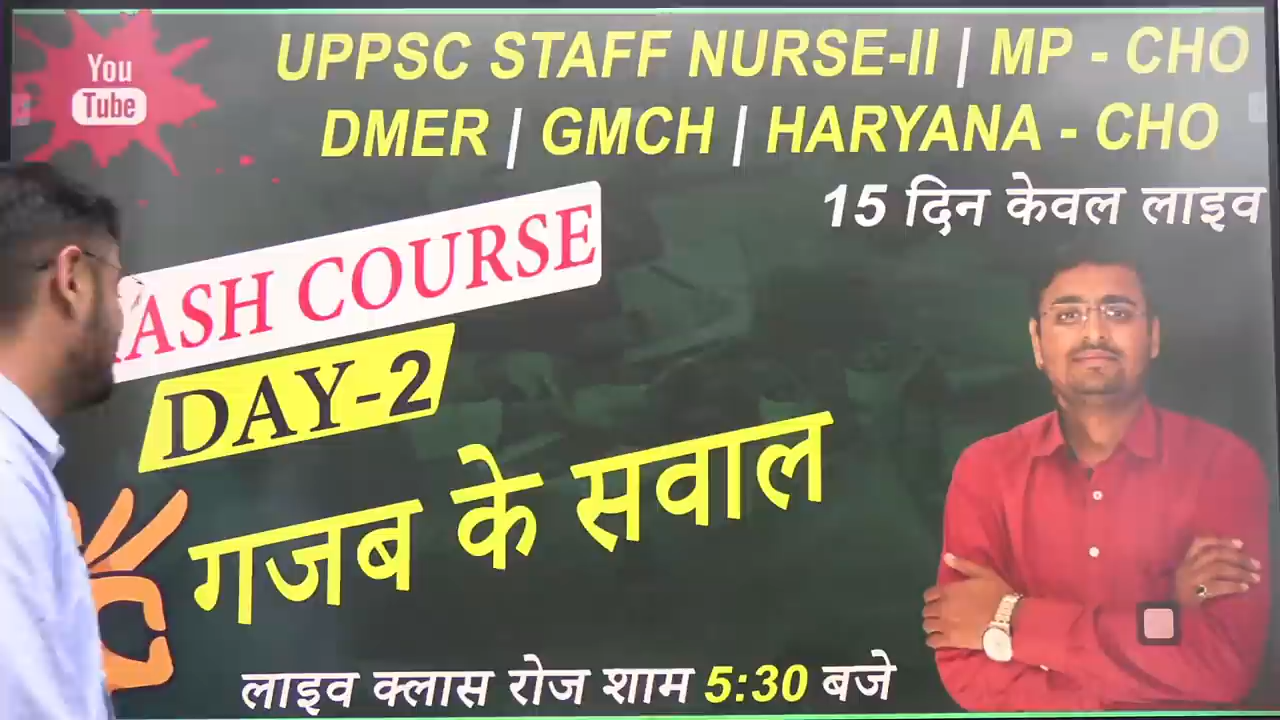 You
Tube
UPPSC STAFF NURSE-II | MP - CHO
DMER | GMCH | HARYANA - CHO
15 दिन केवल लाइव
COURSE
DAY-2
गजब के सवाल
लाइव क्लास रोज शाम 5:30 बजे